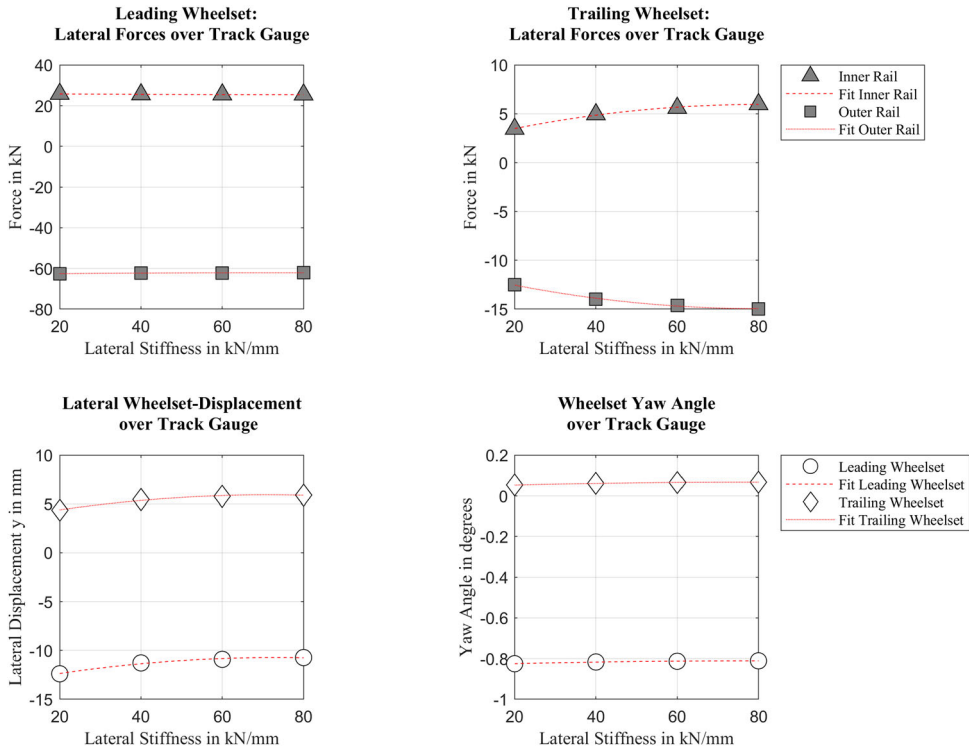 Leading Wheelset:
Lateral Forces over Track Gauge
40
20
0
-20
-40
-60
-80
Force in kN
20 40 60 80
Lateral Stiffness in kN/mm
Trailing Wheelset:
Lateral Forces over Track Gauge
10
5
0
-5
-10
-15
Force in kN
20 40 60 80
Lateral Stiffness in kN/mm
Inner Rail
Fit Inner Rail
Outer Rail
Fit Outer Rail
Lateral Wheelset-Displacement
over Track Gauge
10
5
0
-5
-10
-15
Lateral Displacement y in mm
20 40 60 80
Lateral Stiffness in kN/mm
Wheelset Yaw Angle
over Track Gauge
0.2
0
-0.2
-0.4
-0.6
-0.8
-1
Yaw Angle in degrees
20 40 60 80
Lateral Stiffness in kN/mm
Leading Wheelset
Fit Leading Wheelset
Trailing Wheelset
Fit Trailing Wheelset